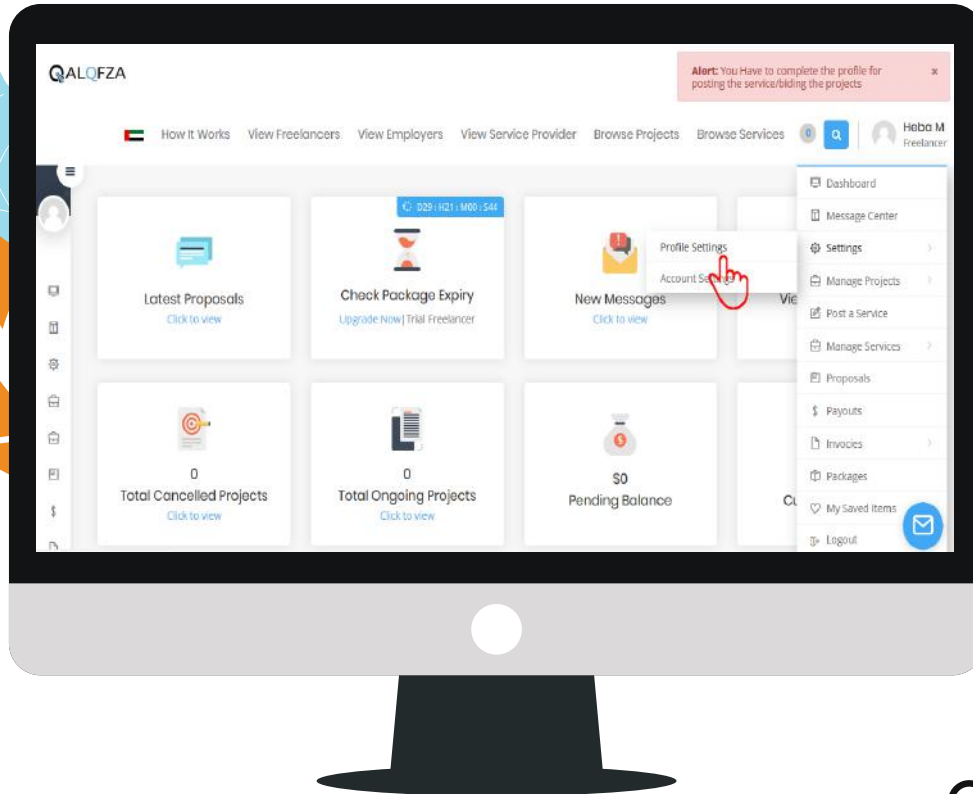 QALQFZA
Alert: You Have to complete the profile for
posting the service/biding the projects
x
How It Works View Freelancers View Employers View Service Provider Browse Projects Browse Services 0
Heba M
Freelancer
D29 : H21 : M00 : S44
Latest Proposals
Click to view
Check Package Expiry
Upgrade Now | Trial Freelancer
New Messages
Click to view
Vie
Profile Settings
Account Settings
Dashboard
Message Center
Settings
Manage Projects
Post a Service
Manage Services
Proposals
$ Payouts
Invocies
Packages
My Saved Items
Logout
0
Total Cancelled Projects
Click to view
0
Total Ongoing Projects
Click to view
$0
Pending Balance
Cu
$